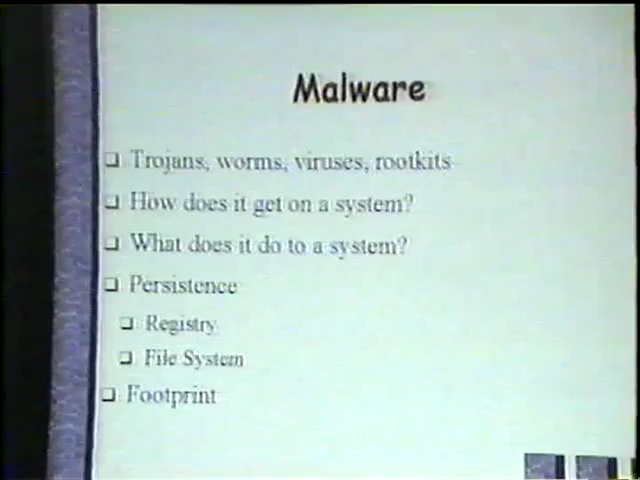 Malware
Trojans, worms, viruses, rootkits
How does it get on a system?
What does it do to a system?
Persistence
Registry
File System
Footprint